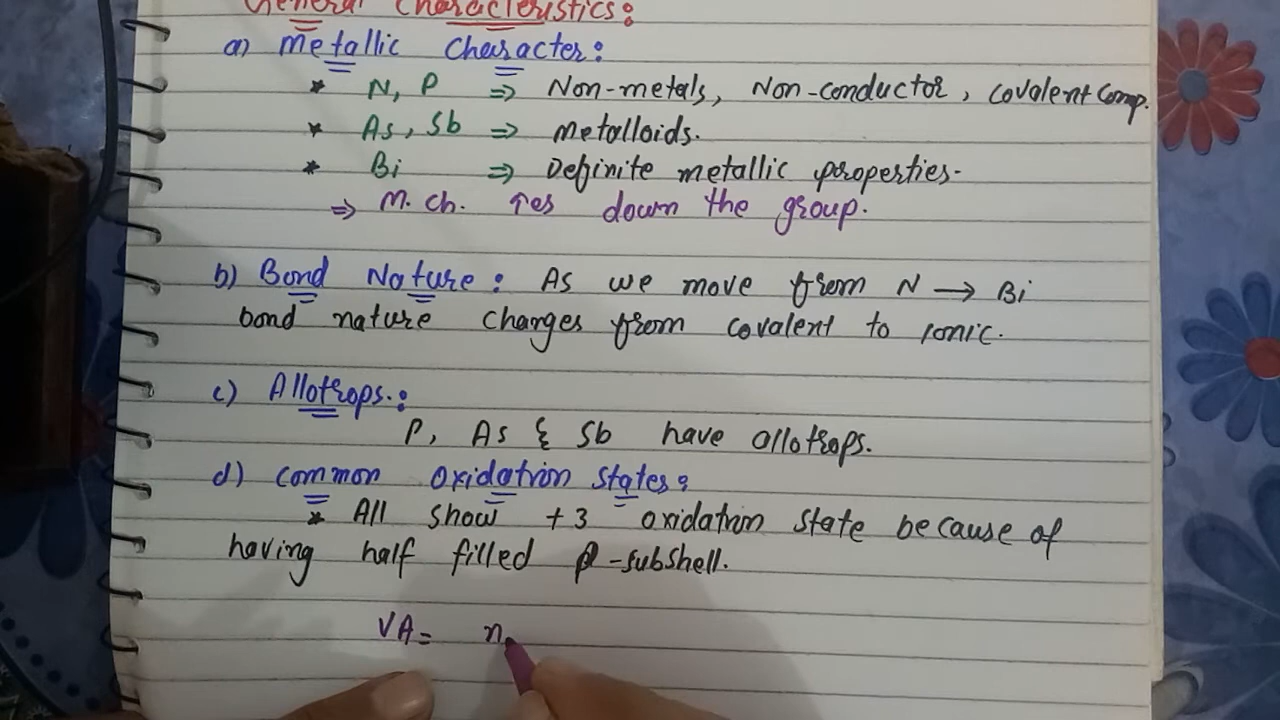 General Characteristics:
a) Metallic Character:
* N, P ⇒ Non-metals, Non-conductor, Covalent Comp.
* As, Sb ⇒ Metalloids.
* Bi ⇒ Definite metallic properties.
⇒ M. Ch. ↑es down the group.
b) Bond Nature: As we move from N → Bi
bond nature changes from covalent to Ionic.
c) Allotrops:
P, As & Sb have allotrops.
d) Common Oxidation States:
* All show +3 oxidation state because of
having half filled p-subshell.
VA = n